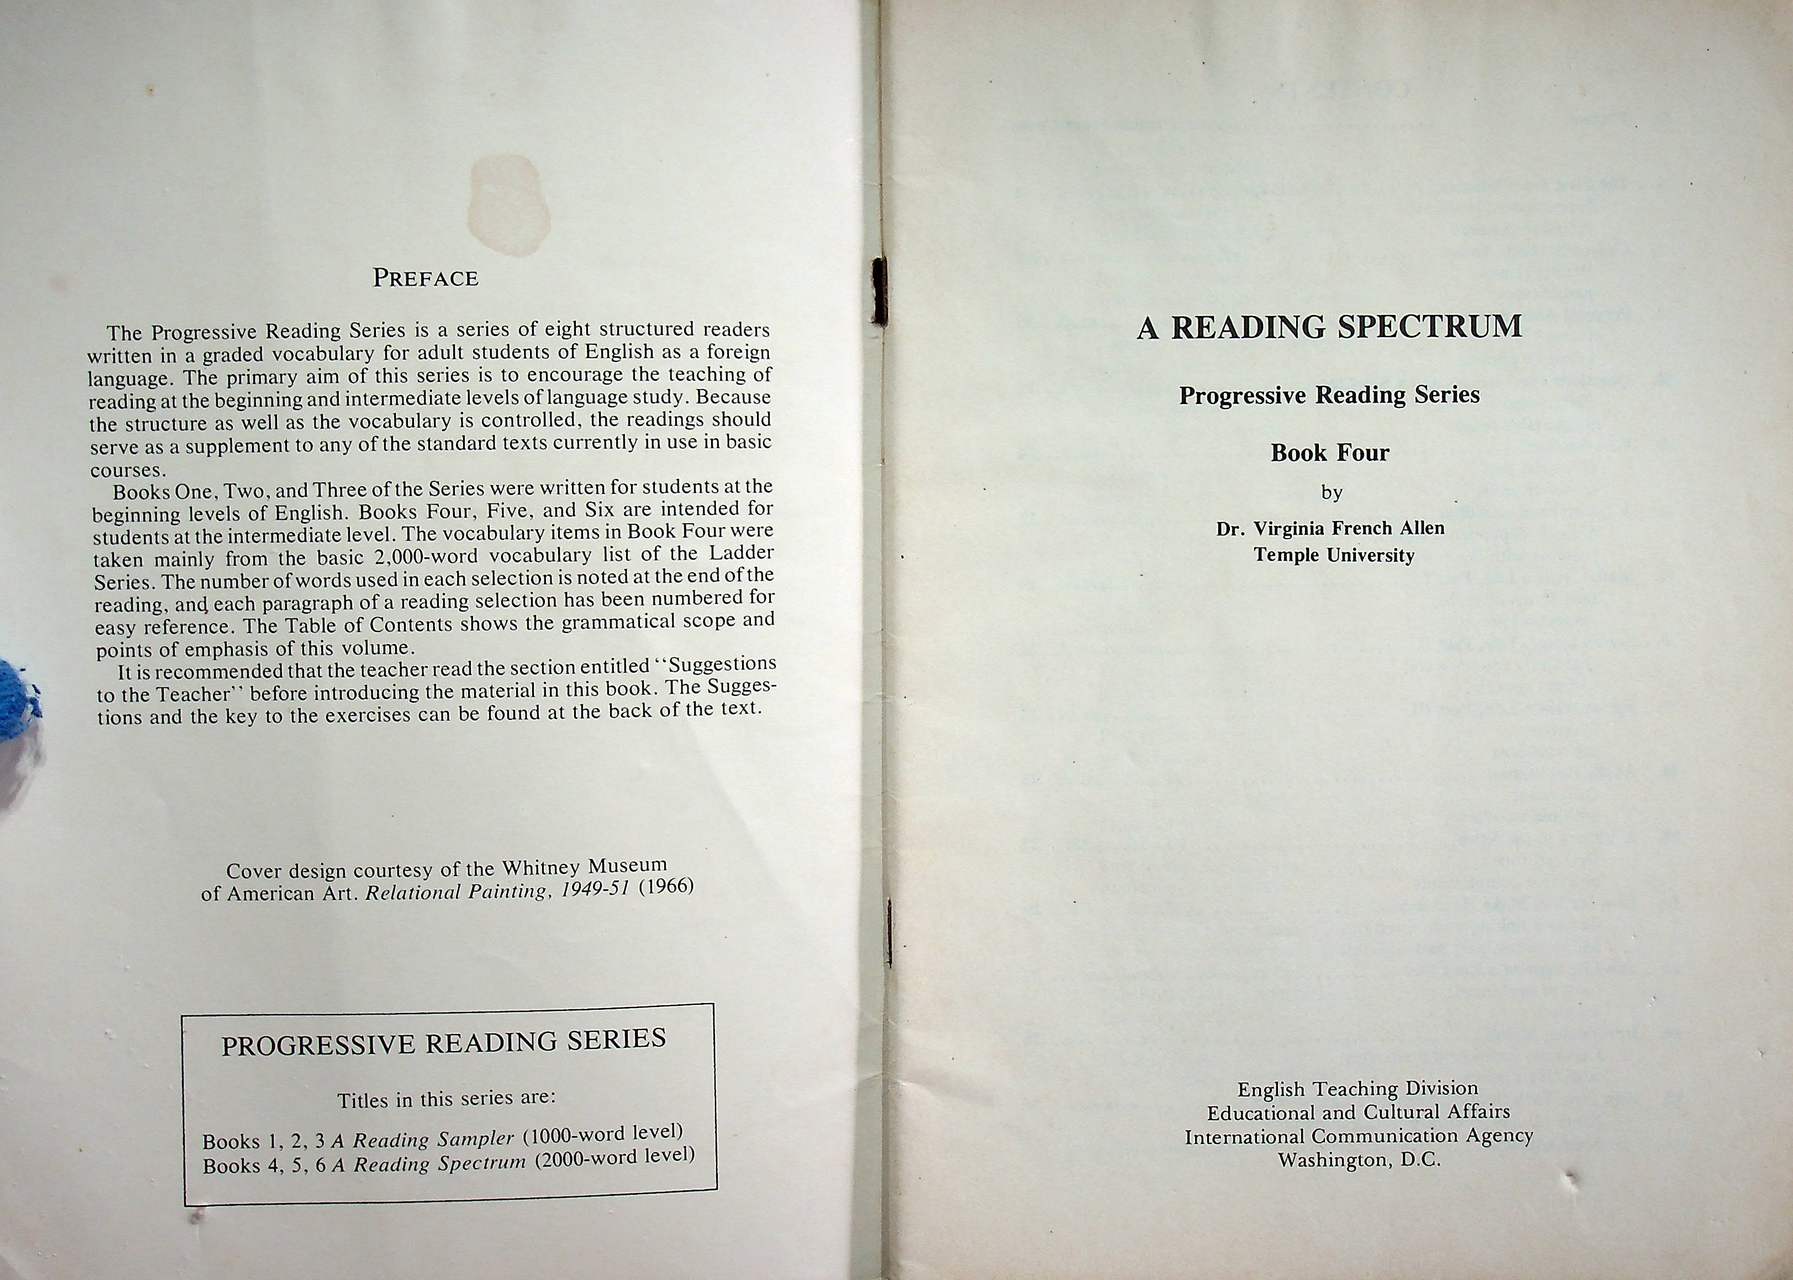 PREFACE
The Progressive Reading Series is a series of eight structured readers
written in a graded vocabulary for adult students of English as a foreign
language. The primary aim of this series is to encourage the teaching of
reading at the beginning and intermediate levels of language study. Because
the structure as well as the vocabulary is controlled, the readings should
serve as a supplement to any of the standard texts currently in use in basic
courses.
Books One, Two, and Three of the Series were written for students at the
beginning levels of English. Books Four, Five, and Six are intended for
students at the intermediate level. The vocabulary items in Book Four were
taken mainly from the basic 2,000-word vocabulary list of the Ladder
Series. The number of words used in each selection is noted at the end of the
reading, and each paragraph of a reading selection has been numbered for
easy reference. The Table of Contents shows the grammatical scope and
points of emphasis of this volume.
It is recommended that the teacher read the section entitled "Suggestions
to the Teacher" before introducing the material in this book. The Sugges-
tions and the key to the exercises can be found at the back of the text.
Cover design courtesy of the Whitney Museum
of American Art. Relational Painting, 1949-51 (1966)
PROGRESSIVE READING SERIES
Titles in this series are:
Books 1, 2, 3 A Reading Sampler (1000-word level)
Books 4, 5, 6 A Reading Spectrum (2000-word level)
A READING SPECTRUM
Progressive Reading Series
Book Four
by
Dr. Virginia French Allen
Temple University
English Teaching Division
Educational and Cultural Affairs
International Communication Agency
Washington, D.C.